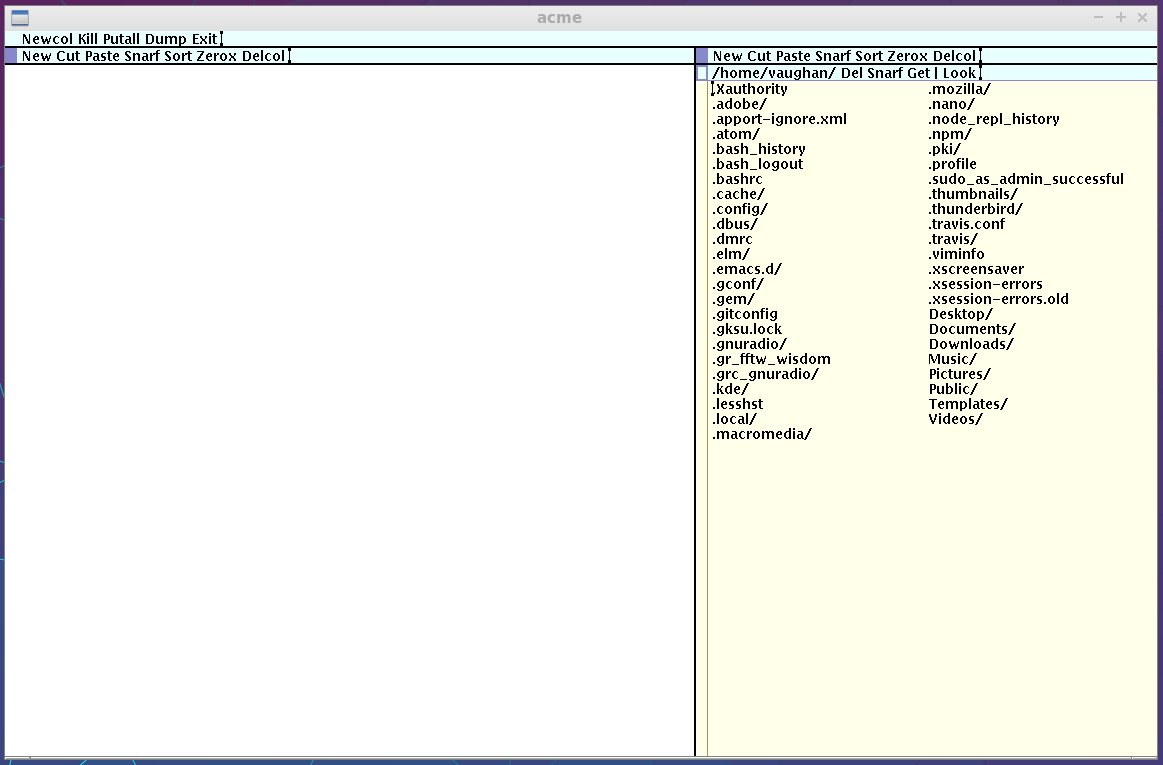 acme
Newcol Kill Putall Dump Exit
New Cut Paste Snarf Sort Zerox Delcol
New Cut Paste Snarf Sort Zerox Delcol
/home/vaughan/ Del Snarf Get | Look
.Xauthority
.adobe/
.apport-ignore.xml
.atom/
.bash_history
.bash_logout
.bashrc
.cache/
.config/
.dbus/
.dmrc
.elm/
.emacs.d/
.gconf/
.gem/
.gitconfig
.gksu.lock
.gnuradio/
.gr_fftw_wisdom
.grc_gnuradio/
.kde/
.lesshst
.local/
.macromedia/
.mozilla/
.nano/
.node_repl_history
.npm/
.pki/
.profile
.sudo_as_admin_successful
.thumbnails/
.thunderbird/
.travis.conf
.travis/
.viminfo
.xscreensaver
.xsession-errors
.xsession-errors.old
Desktop/
Documents/
Downloads/
Music/
Pictures/
Public/
Templates/
Videos/